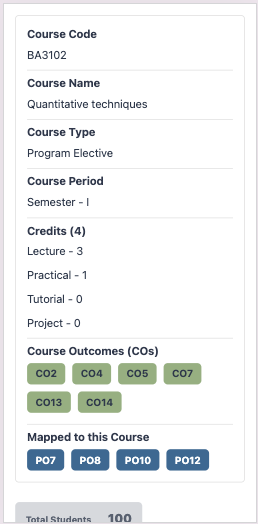 Course Code
BA3102
Course Name
Quantitative techniques
Course Type
Program Elective
Course Period
Semester - I
Credits (4)
Lecture - 3
Practical - 1
Tutorial - 0
Project - 0
Course Outcomes (COs)
CO2 CO4 CO5 CO7
CO13 CO14
Mapped to this Course
PO7 PO8 PO10 PO12
Total Students 100